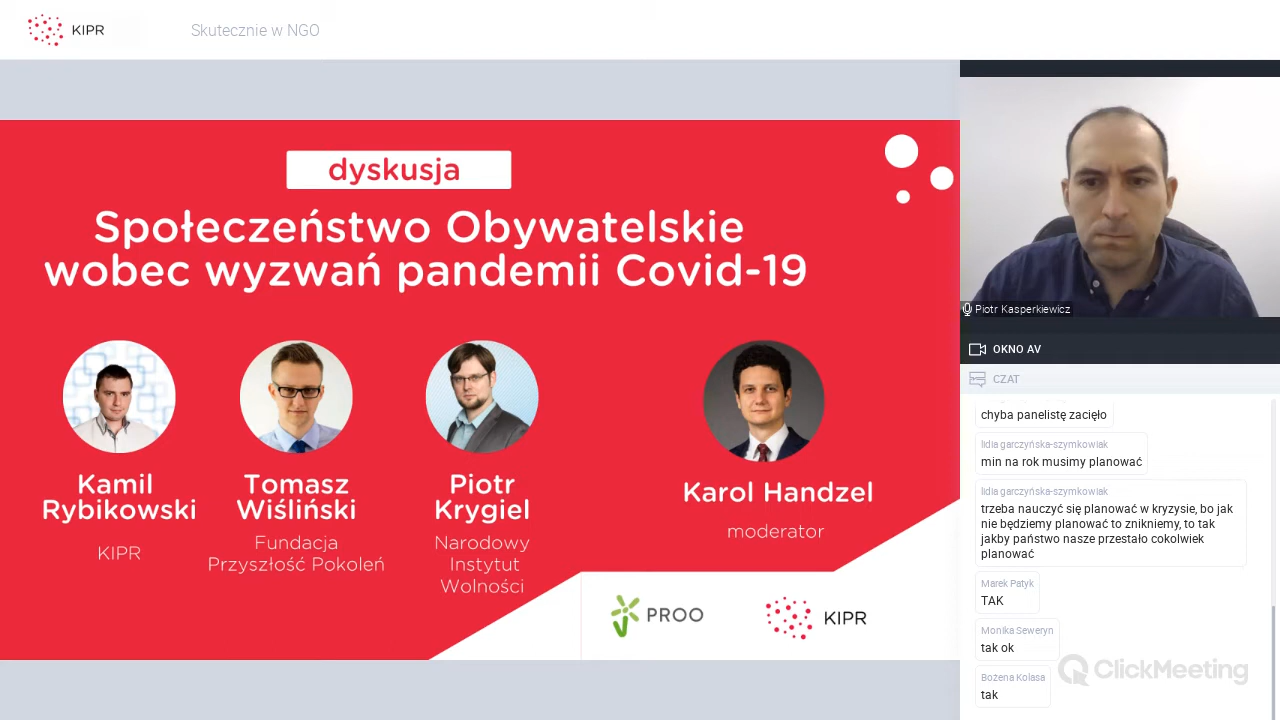 KIPR
Skutecznie w NGO
dyskusja
Społeczeństwo Obywatelskie
wobec wyzwań pandemii Covid-19
Kamil
Rybikowski
KIPR
Tomasz
Wiśliński
Fundacja
Przyszłość Pokoleń
Piotr
Krygiel
Narodowy
Instytut
Wolności
Karol Handzel
moderator
PROO
KIPR
Piotr Kasperkiewicz
OKNO AV
CZAT
chyba panelistę zacięło
lidia garczyńska-szymkowiak
min na rok musimy planować
lidia garczyńska-szymkowiak
trzeba nauczyć się planować w kryzysie, bo jak
nie będziemy planować to znikniemy, to tak
jakby państwo nasze przestało cokolwiek
planować
Marek Patyk
TAK
Monika Seweryn
tak ok
Bożena Kolasa
tak
ClickMeeting